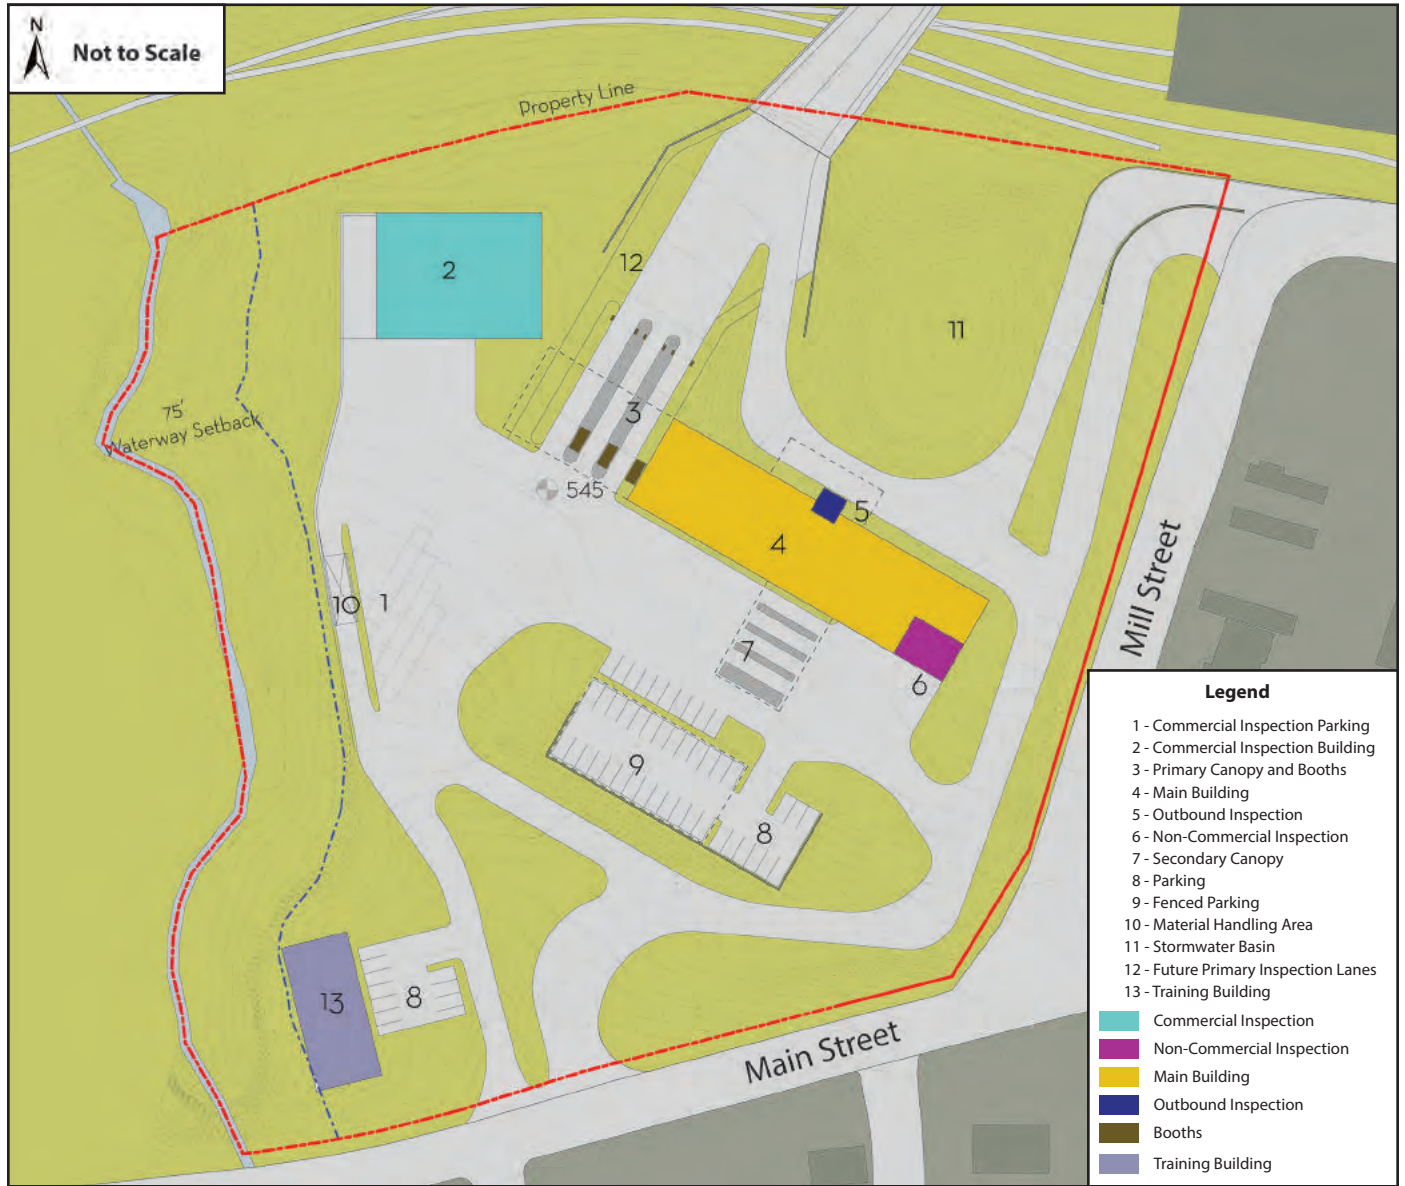 N
Not to Scale
Property Line
2
12
11
75'
Waterway Setback
3
545
5
4
10
1
7
6
9
8
13
8
Mill Street
Main Street
Legend
1 - Commercial Inspection Parking
2 - Commercial Inspection Building
3 - Primary Canopy and Booths
4 - Main Building
5 - Outbound Inspection
6 - Non-Commercial Inspection
7 - Secondary Canopy
8 - Parking
9 - Fenced Parking
10 - Material Handling Area
11 - Stormwater Basin
12 - Future Primary Inspection Lanes
13 - Training Building
Commercial Inspection
Non-Commercial Inspection
Main Building
Outbound Inspection
Booths
Training Building